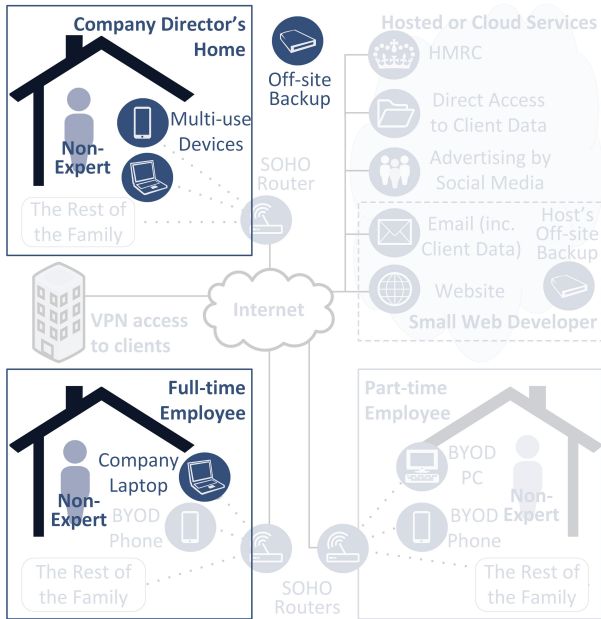 Company Director's
Home
Non-
Expert
Multi-use
Devices
The Rest of
the Family
Off-site
Backup
SOHO
Router
Hosted or Cloud Services
HMRC
Direct Access
to Client Data
Advertising by
Social Media
Email (inc.
Client Data)
Host's
Off-site
Backup
Website
Small Web Developer
VPN access
to clients
Internet
Full-time
Employee
Company
Laptop
Non-
Expert
BYOD
Phone
The Rest of
the Family
SOHO
Routers
Part-time
Employee
BYOD
PC
Non-
Expert
BYOD
Phone
The Rest of
the Family